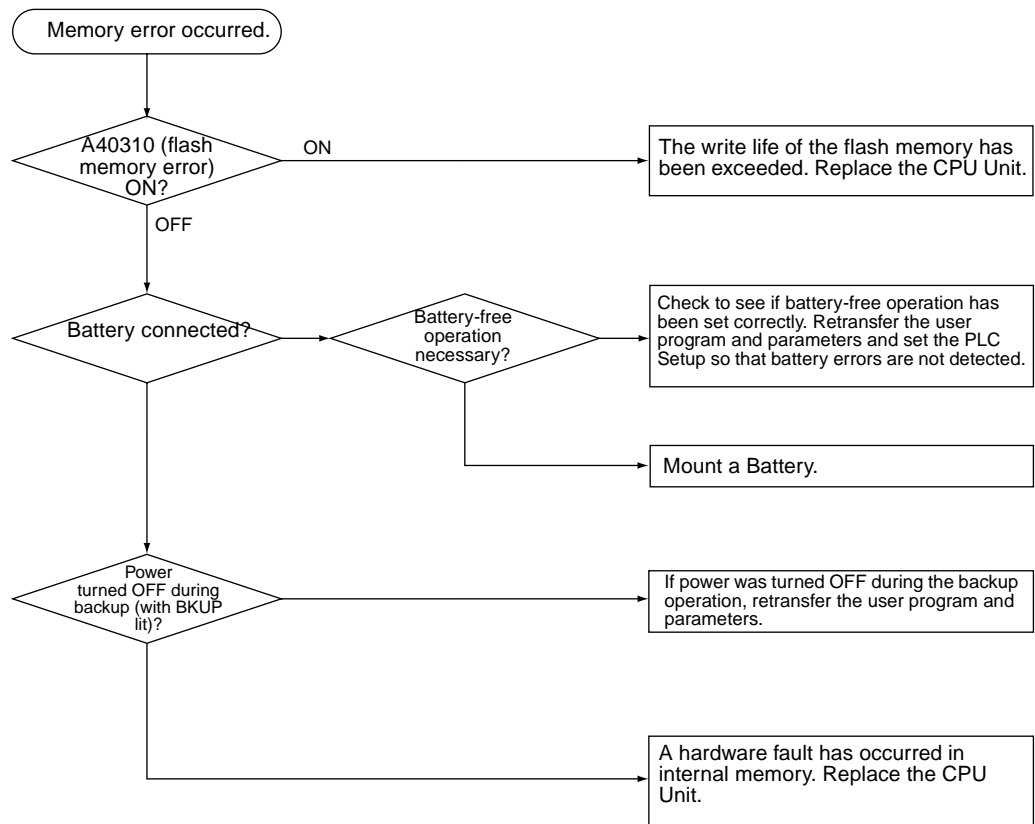 Memory error occurred.
A40310 (flash
memory error)
ON?
ON
The write life of the flash memory has
been exceeded. Replace the CPU Unit.
OFF
Battery connected?
Battery-free
operation
necessary?
Check to see if battery-free operation has
been set correctly. Retransfer the user
program and parameters and set the PLC
Setup so that battery errors are not detected.
Mount a Battery.
Power
turned OFF during
backup (with BKUP
lit)?
If power was turned OFF during the backup
operation, retransfer the user program and
parameters.
A hardware fault has occurred in
internal memory. Replace the CPU
Unit.